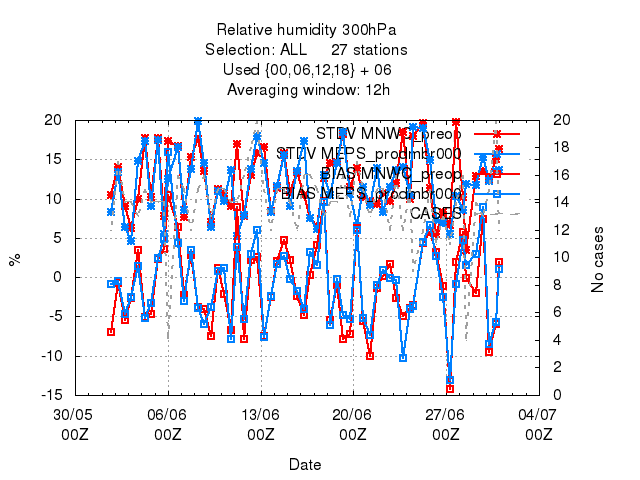 Relative humidity 300hPa
Selection: ALL 27 stations
Used {00,06,12,18} + 06
Averaging window: 12h
STDV MNWC_preop
STDV MEPS_prodmbr000
BIAS MNWC_preop
BIAS MEPS_prodmbr000
CASES
20
15
10
5
0
-5
-10
-15
%
20
18
16
14
12
10
8
6
4
2
0
No cases
30/05 06/06 13/06 20/06 27/06 04/07
00Z 00Z 00Z 00Z 00Z 00Z
Date